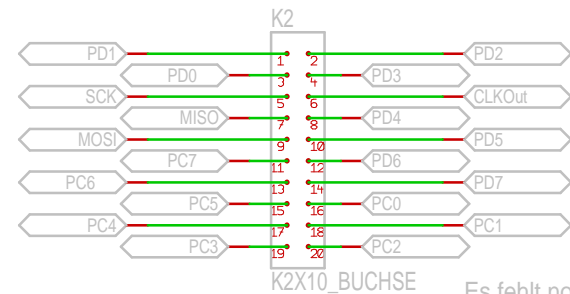 K2
PD1 1 2 PD2
PD0 3 4 PD3
SCK 5 6 CLKOut
MISO 7 8 PD4
MOSI 9 10 PD5
PC7 11 12 PD6
PC6 13 14 PD7
PC5 15 16 PC0
PC4 17 18 PC1
PC3 19 20 PC2
K2X10_BUCHSE
Es fehlt no